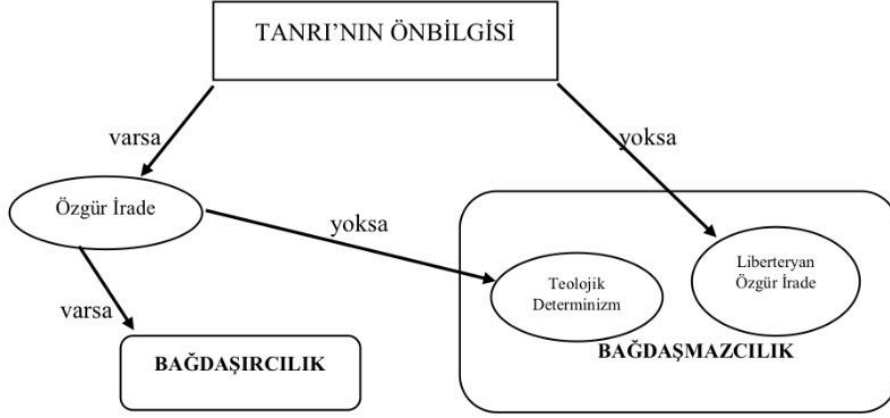 TANRI’NIN ÖNBİLGİSİ
varsa
yoksa
Özgür İrade
yoksa
Liberteryan
Özgür İrade
Teolojik
Determinizm
varsa
BAĞDAŞIRCILIK
BAĞDAŞMAZCILIK